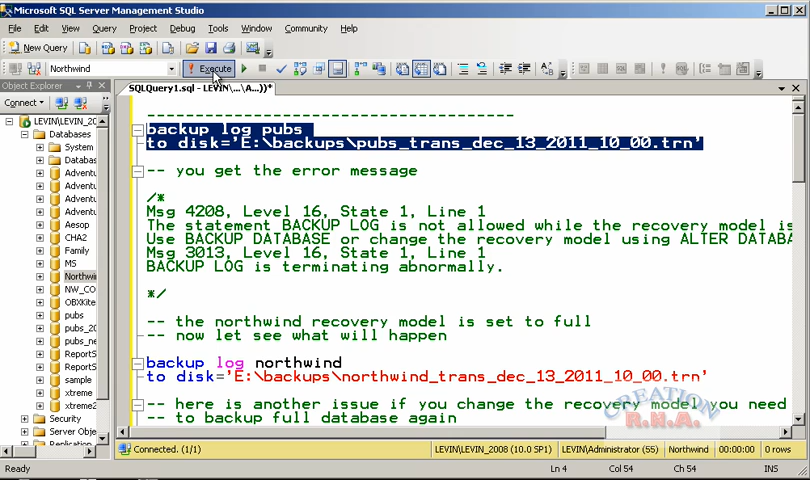 Microsoft SQL Server Management Studio
File Edit View Query Project Debug Tools Window Community Help
New Query
Northwind Execute
Object Explorer
SQLQuery1.sql - LEVIN\...\A...))*
Connect
LEVIN\LEVIN_20
Databases
System
Databas
Adventu
Adventu
Adventu
Adventu
Aesop
CHA2
Family
MS
Northwi
NW_CO
OBXKite
pubs
pubs_20
pubs_ne
ReportS
ReportS
sample
xtreme
xtreme2
Security
Server Obje
Replication
---------------------------------------
backup log pubs
to disk='E:\backups\pubs_trans_dec_13_2011_10_00.trn'
-- you get the error message
/*
Msg 4208, Level 16, State 1, Line 1
The statement BACKUP LOG is not allowed while the recovery model is
Use BACKUP DATABASE or change the recovery model using ALTER DATABA
Msg 3013, Level 16, State 1, Line 1
BACKUP LOG is terminating abnormally.
*/
-- the northwind recovery model is set to full
-- now let see what will happen
backup log northwind
to disk='E:\backups\northwind_trans_dec_13_2011_10_00.trn'
-- here is another issue if you change the recovery model you need
-- to backup full database again
CREATION
R.N.A.
Connected. (1/1) LEVIN\LEVIN_2008 (10.0 SP1) LEVIN\Administrator (55) Northwind 00:00:00 0 rows
Ready Ln 4 Col 54 Ch 54 INS